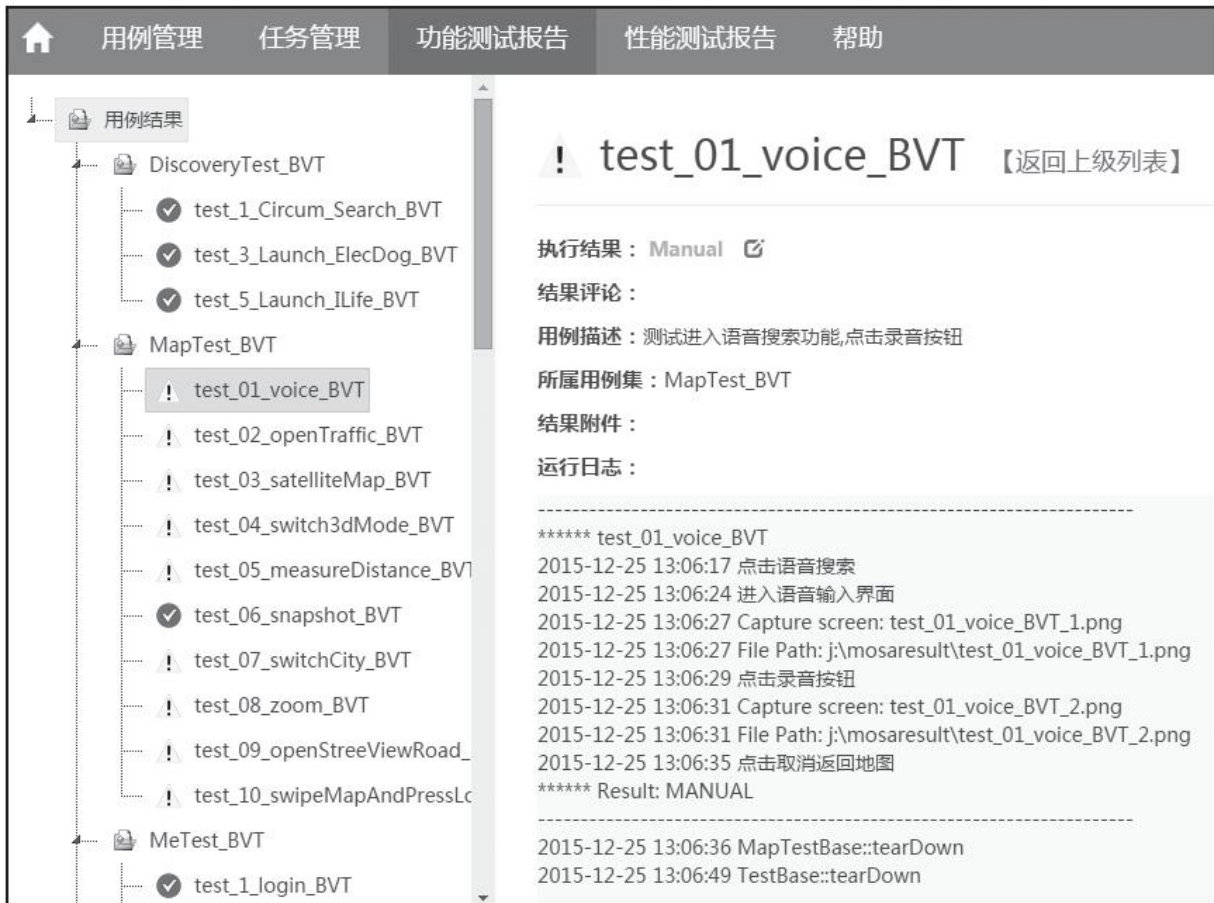 用例管理 任务管理 功能测试报告 性能测试报告 帮助
用例结果
DiscoveryTest_BVT
test_1_Circum_Search_BVT
test_3_Launch_ElecDog_BVT
test_5_Launch_ILife_BVT
MapTest_BVT
test_01_voice_BVT
test_02_openTraffic_BVT
test_03_satelliteMap_BVT
test_04_switch3dMode_BVT
test_05_measureDistance_BVT
test_06_snapshot_BVT
test_07_switchCity_BVT
test_08_zoom_BVT
test_09_openStreeViewRoad_
test_10_swipeMapAndPressLo
MeTest_BVT
test_1_login_BVT
test_01_voice_BVT 【返回上级列表】
执行结果：Manual
结果评论：
用例描述：测试进入语音搜索功能,点击录音按钮
所属用例集：MapTest_BVT
结果附件：
运行日志：
----------------------------------------------------------------------
****** test_01_voice_BVT
2015-12-25 13:06:17 点击语音搜索
2015-12-25 13:06:24 进入语音输入界面
2015-12-25 13:06:27 Capture screen: test_01_voice_BVT_1.png
2015-12-25 13:06:27 File Path: j:\mosaresult\test_01_voice_BVT_1.png
2015-12-25 13:06:29 点击录音按钮
2015-12-25 13:06:31 Capture screen: test_01_voice_BVT_2.png
2015-12-25 13:06:31 File Path: j:\mosaresult\test_01_voice_BVT_2.png
2015-12-25 13:06:35 点击取消返回地图
****** Result: MANUAL
----------------------------------------------------------------------
2015-12-25 13:06:36 MapTestBase::tearDown
2015-12-25 13:06:49 TestBase::tearDown